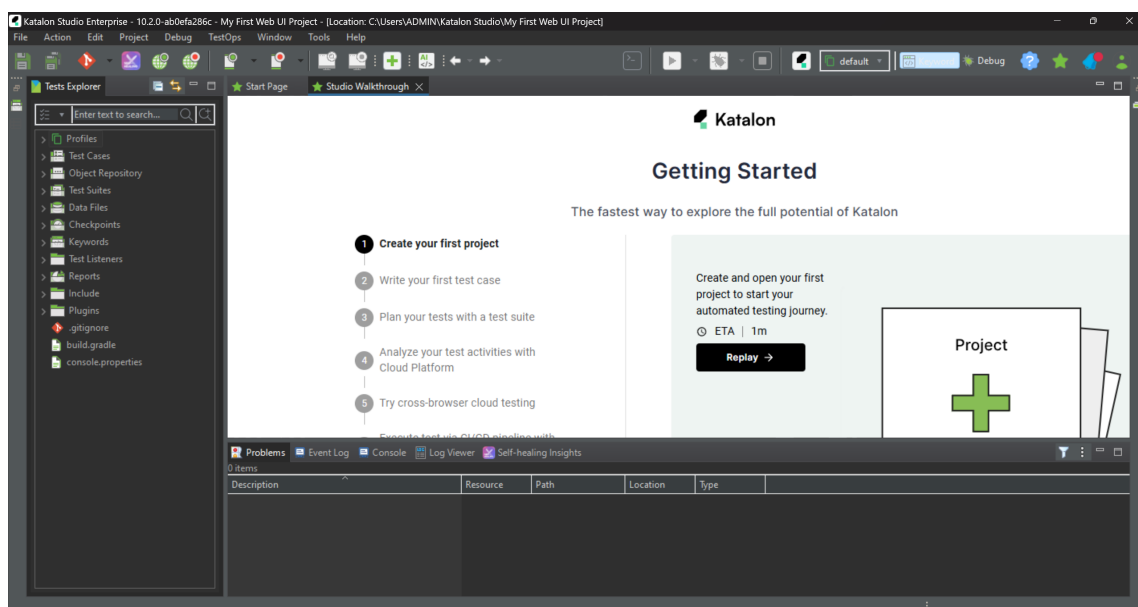 Katalon Studio Enterprise - 10.2.0-ab0efa286c - My First Web UI Project - [Location: C:\Users\ADMIN\Katalon Studio\My First Web UI Project]
File Action Edit Project Debug TestOps Window Tools Help
default Debug
Tests Explorer
Start Page Studio Walkthrough
Enter text to search...
Profiles
Test Cases
Object Repository
Test Suites
Data Files
Checkpoints
Keywords
Test Listeners
Reports
Include
Plugins
.gitignore
build.gradle
console.properties
Katalon
Getting Started
The fastest way to explore the full potential of Katalon
1 Create your first project
2 Write your first test case
3 Plan your tests with a test suite
4 Analyze your test activities with
Cloud Platform
5 Try cross-browser cloud testing
Execute test via CI/CD pipeline with
Create and open your first
project to start your
automated testing journey.
ETA | 1m
Replay →
Project
Problems Event Log Console Log Viewer Self-healing Insights
0 items
Description Resource Path Location Type